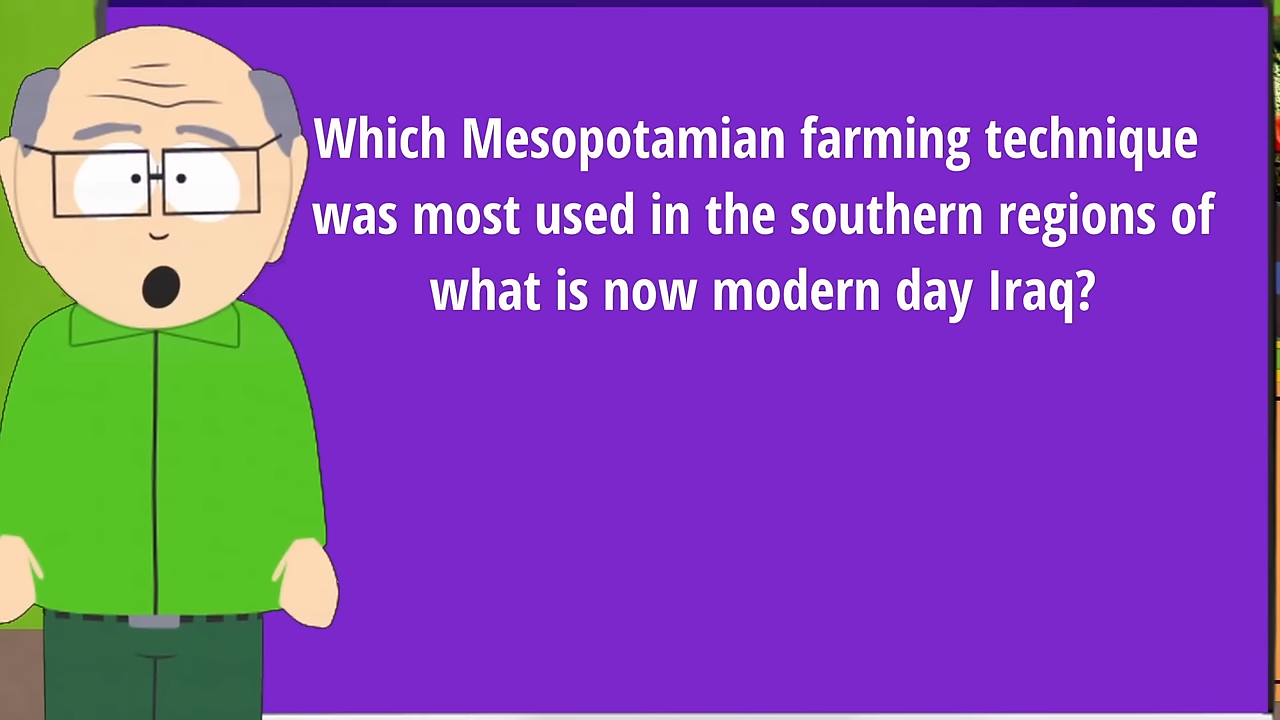 Which Mesopotamian farming technique
was most used in the southern regions of
what is now modern day Iraq?